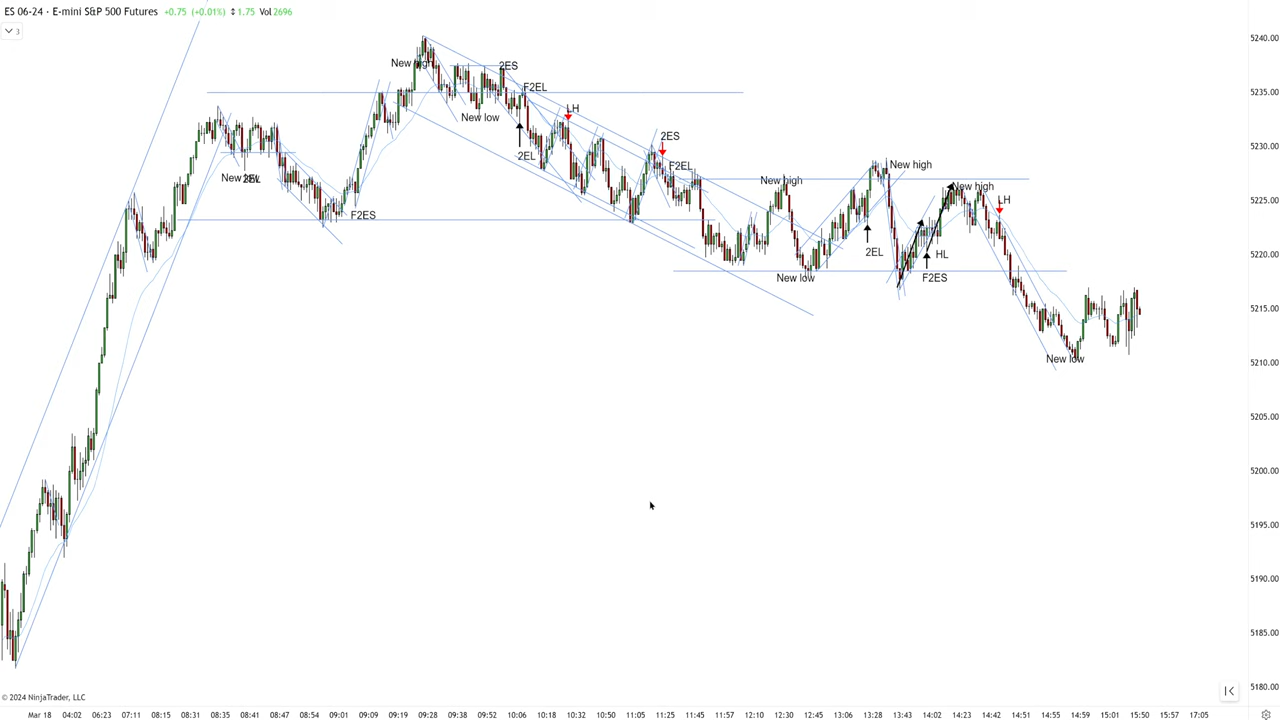 ES 06-24 · E-mini S&P 500 Futures +0.75 (+0.01%) ↕ 1.75 Vol 2696
3
5240.00
New high
2ES
F2EL
5235.00
LH
New low
5230.00
2ES
2EL
F2EL
New high
New high
New high
2EL
5225.00
LH
F2ES
5220.00
2EL
HL
New low
F2ES
5215.00
5210.00
New low
5205.00
5200.00
5195.00
5190.00
5185.00
5180.00
© 2024 NinjaTrader, LLC
Mar 18 04:02 06:23 07:11 08:15 08:31 08:35 08:41 08:47 09:01 09:09 09:19 09:29 09:38 09:58 10:06 10:18 10:32 10:50 11:05 11:25 11:45 12:10 12:30 12:45 13:06 13:28 13:43 14:02 14:23 14:42 14:51 14:55 14:59 15:01 15:09 15:50 15:57 17:05